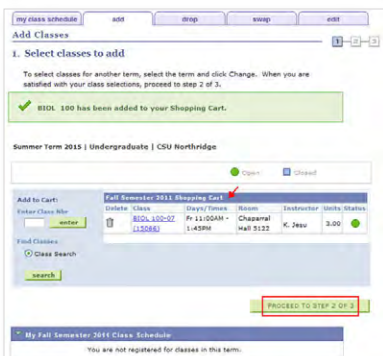 my class schedule add drop swap edit
Add Classes
1 2 3
1. Select classes to add
To select classes for another term, select the term and click Change. When you are
satisfied with your class selections, proceed to step 2 of 3.
BIOL 100 has been added to your Shopping Cart.
Summer Term 2015 | Undergraduate | CSU Northridge
Open Closed
Add to Cart:
Enter Class Nbr
enter
Find Classes
Class Search
search
Fall Semester 2011 Shopping Cart
Delete Class Days/Times Room Instructor Units Status
BIOL 100-07 Fr 11:00AM - Chaparral K. Jesu 3.00
(15086) 1:45PM Hall 5122
PROCEED TO STEP 2 OF 3
My Fall Semester 2011 Class Schedule
You are not registered for classes in this term.